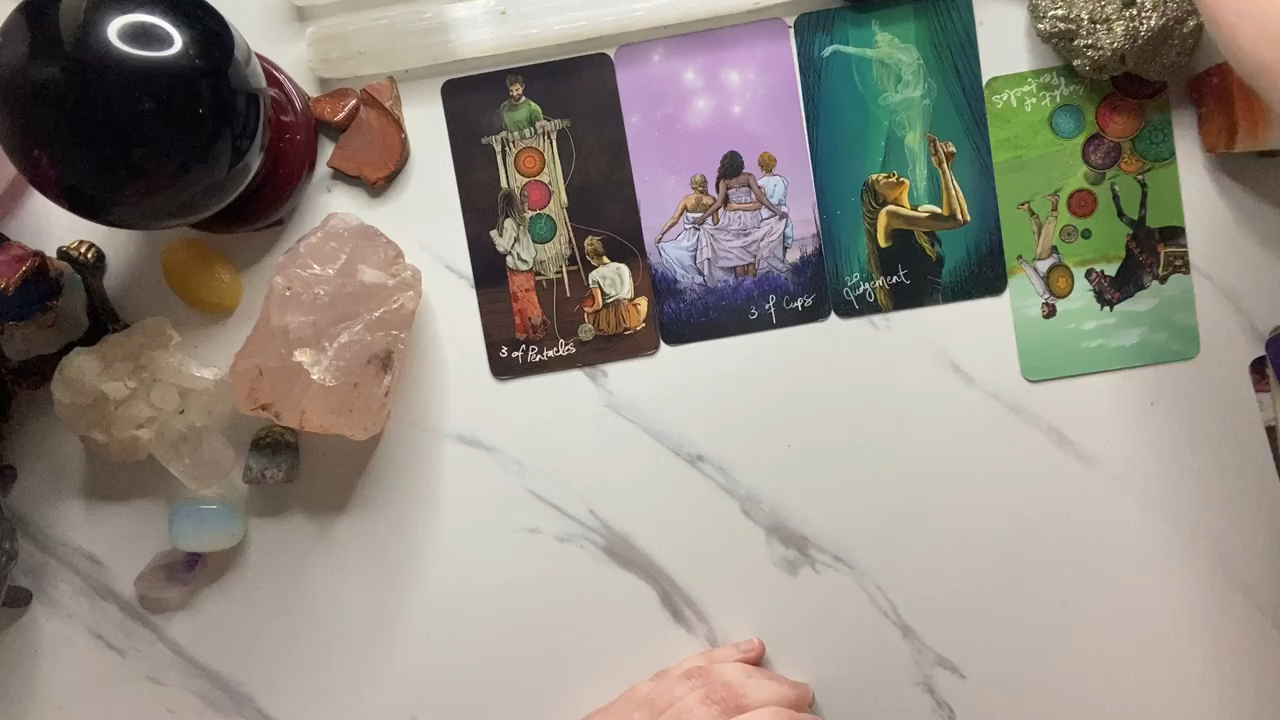 3 of Pentacles
3 of Cups
20
Judgement
Knight of
Pentacles